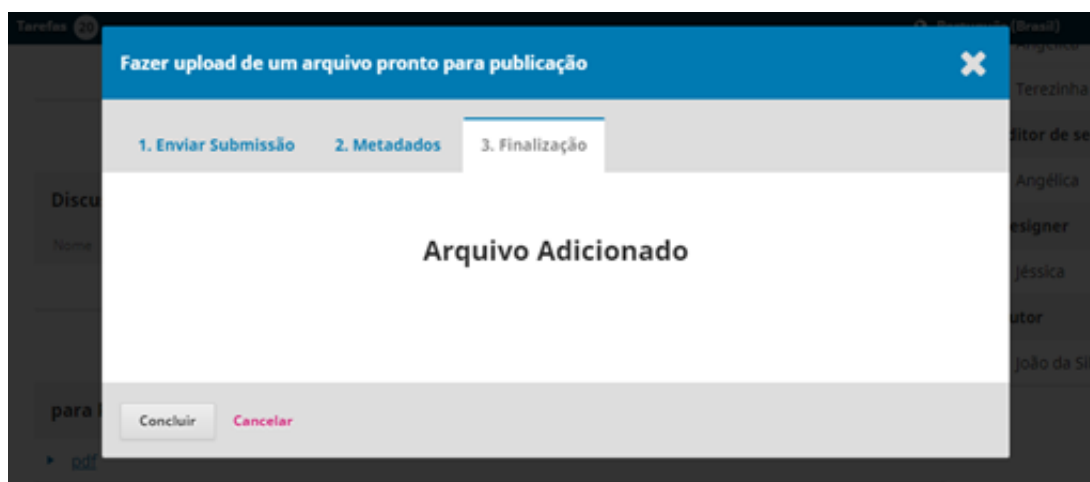 Tarefas 20
Português (Brasil)
Fazer upload de um arquivo pronto para publicação
Terezinha
1. Enviar Submissão 2. Metadados 3. Finalização
ditor de se
Angélica
Discu
esigner
Nome
Arquivo Adicionado
Jéssica
utor
João da Si
para
Concluir Cancelar
pdf